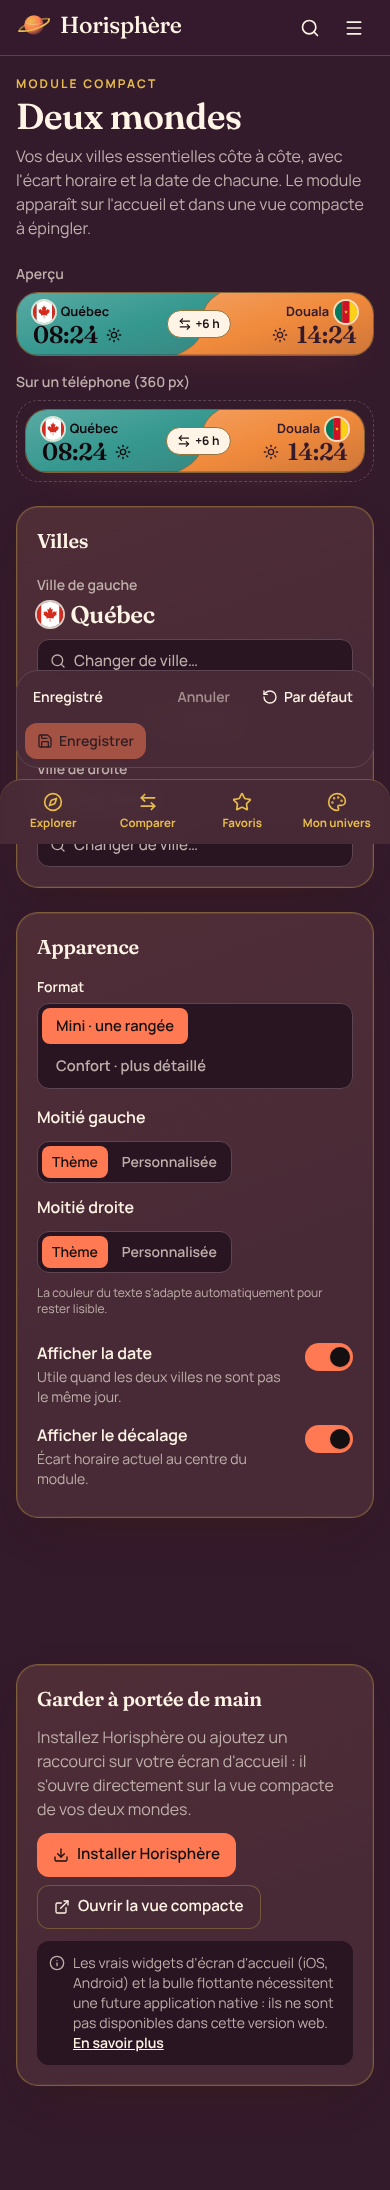 Horisphère
MODULE COMPACT
Deux mondes
Vos deux villes essentielles côte à côte, avec
l'écart horaire et la date de chacune. Le module
apparaît sur l'accueil et dans une vue compacte
à épingler.
Aperçu
Québec
08:24
+6 h
Douala
14:24
Sur un téléphone (360 px)
Québec
08:24
+6 h
Douala
14:24
Villes
Ville de gauche
Québec
Changer de ville...
Enregistré
Annuler
Par défaut
Enregistrer
Ville de droite
Explorer
Comparer
Favoris
Mon univers
Changer de ville...
Apparence
Format
Mini · une rangée
Confort · plus détaillé
Moitié gauche
Thème
Personnalisée
Moitié droite
Thème
Personnalisée
La couleur du texte s'adapte automatiquement pour
rester lisible.
Afficher la date
Utile quand les deux villes ne sont pas
le même jour.
Afficher le décalage
Écart horaire actuel au centre du
module.
Garder à portée de main
Installez Horisphère ou ajoutez un
raccourci sur votre écran d'accueil : il
s'ouvre directement sur la vue compacte
de vos deux mondes.
Installer Horisphère
Ouvrir la vue compacte
Les vrais widgets d'écran d'accueil (iOS,
Android) et la bulle flottante nécessitent
une future application native : ils ne sont
pas disponibles dans cette version web.
En savoir plus